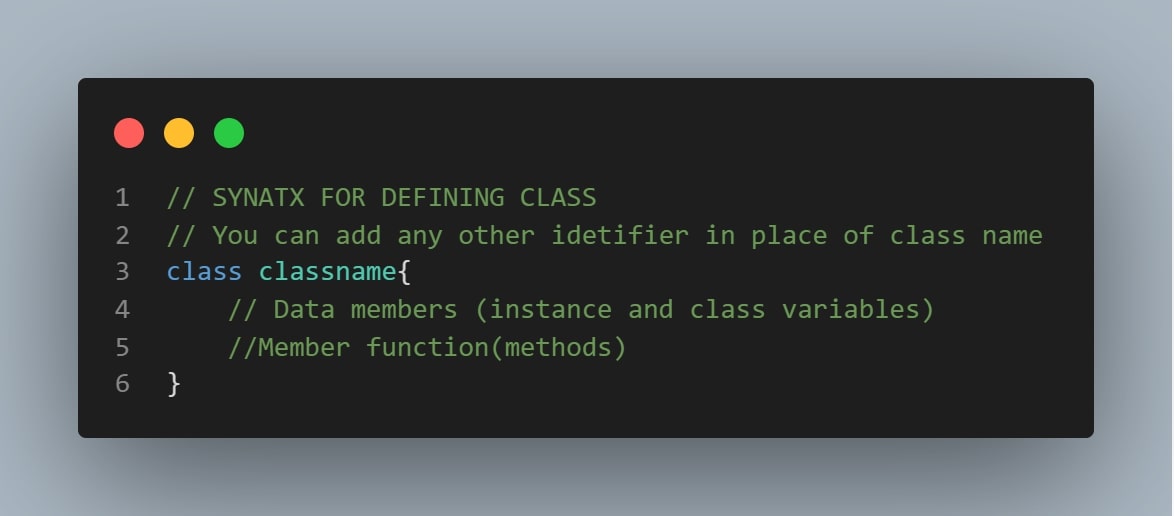 1 // SYNATX FOR DEFINING CLASS
2 // You can add any other idetifier in place of class name
3 class classname{
4     // Data members (instance and class variables)
5     //Member function(methods)
6 }